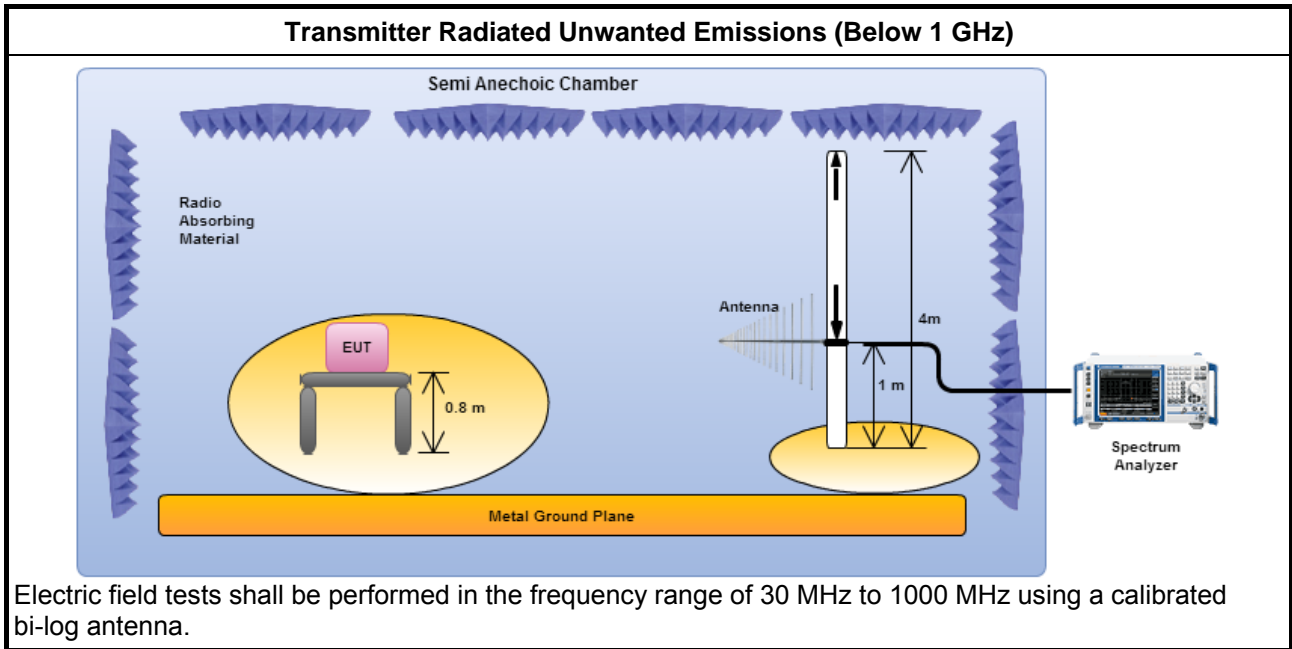 Transmitter Radiated Unwanted Emissions (Below 1 GHz)
Semi Anechoic Chamber
Radio
Absorbing
Material
Antenna
4m
EUT
1 m
0.8 m
Spectrum
Analyzer
Metal Ground Plane
Electric field tests shall be performed in the frequency range of 30 MHz to 1000 MHz using a calibrated
bi-log antenna.